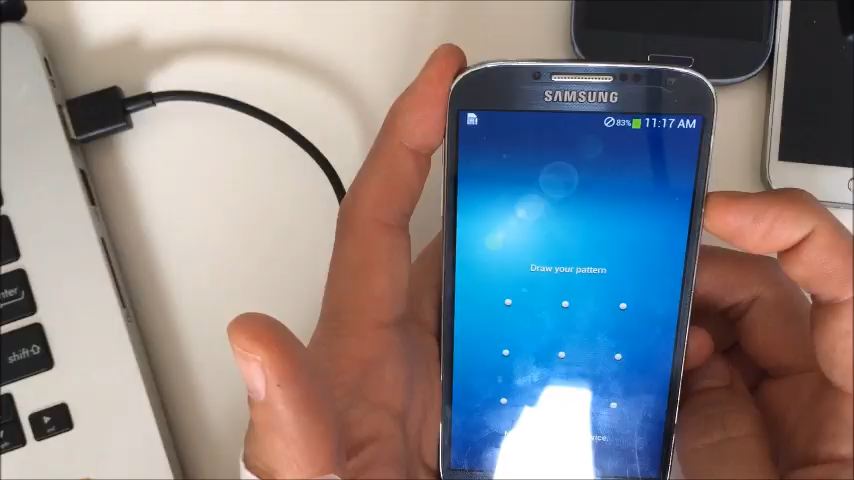 SAMSUNG
83% 11:17 AM
Draw your pattern
enter
shift